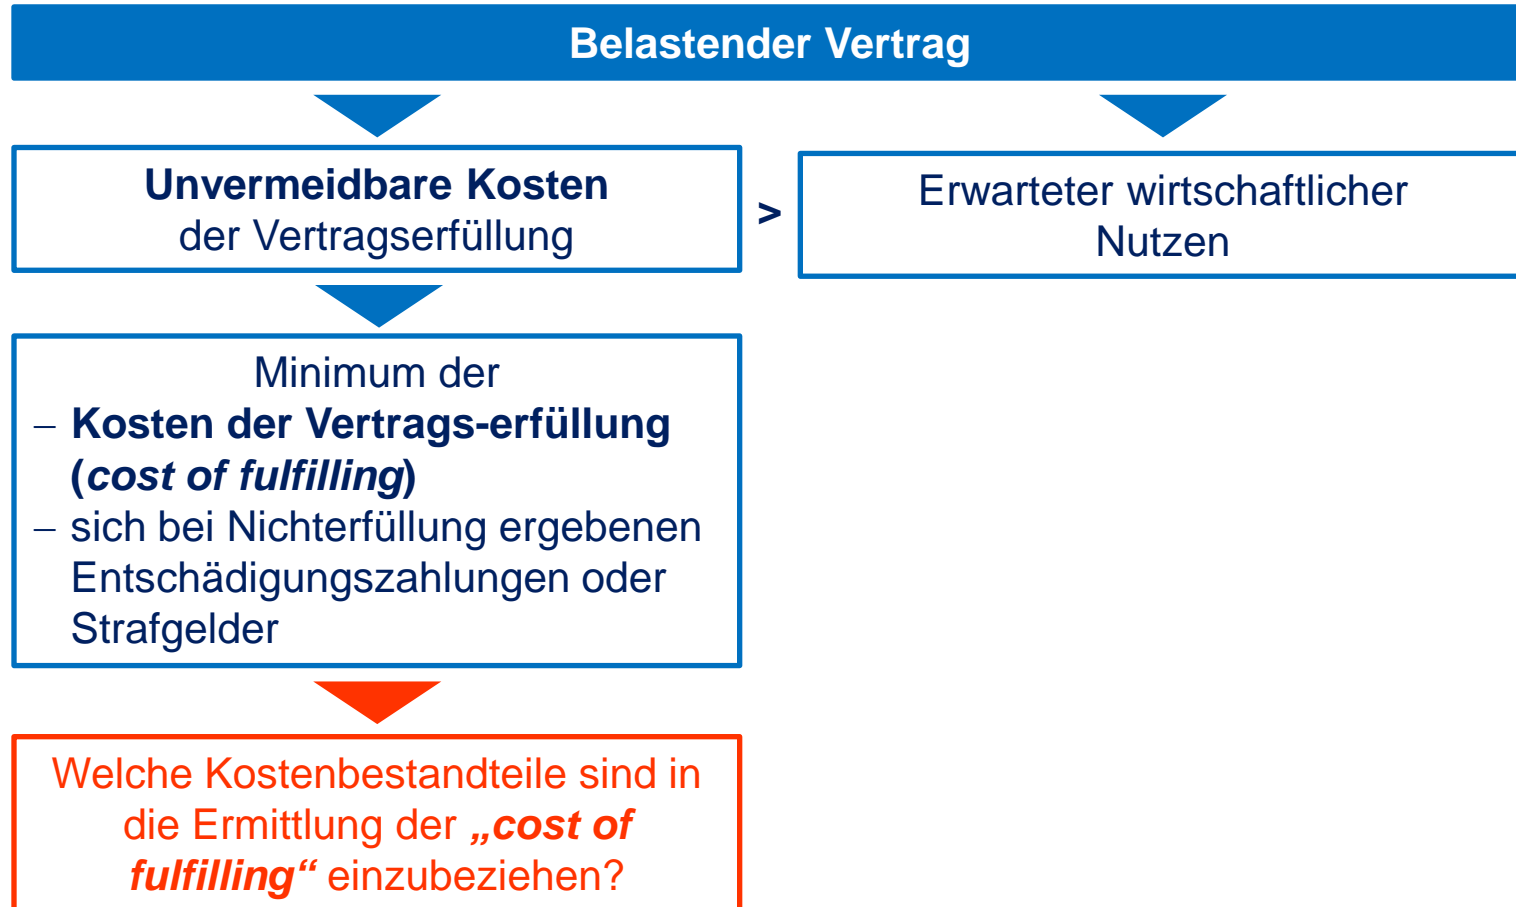 Belastender Vertrag
Unvermeidbare Kosten
der Vertragserfüllung
>
Erwarteter wirtschaftlicher
Nutzen
Minimum der
– Kosten der Vertrags-erfüllung
(cost of fulfilling)
– sich bei Nichterfüllung ergebenen
Entschädigungszahlungen oder
Strafgelder
Welche Kostenbestandteile sind in
die Ermittlung der „cost of
fulfilling“ einzubeziehen?